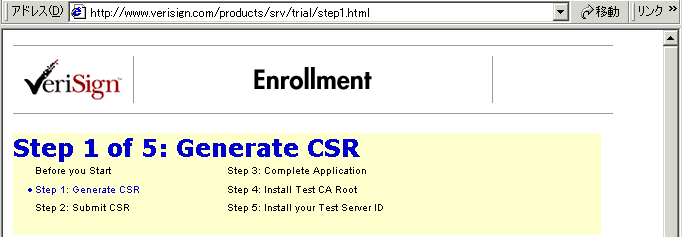 アドレス(D) http://www.verisign.com/products/srv/trial/step1.html 移動 リンク »
VeriSign™ Enrollment
Step 1 of 5: Generate CSR
Before you Start Step 3: Complete Application
• Step 1: Generate CSR Step 4: Install Test CA Root
Step 2: Submit CSR Step 5: Install your Test Server ID